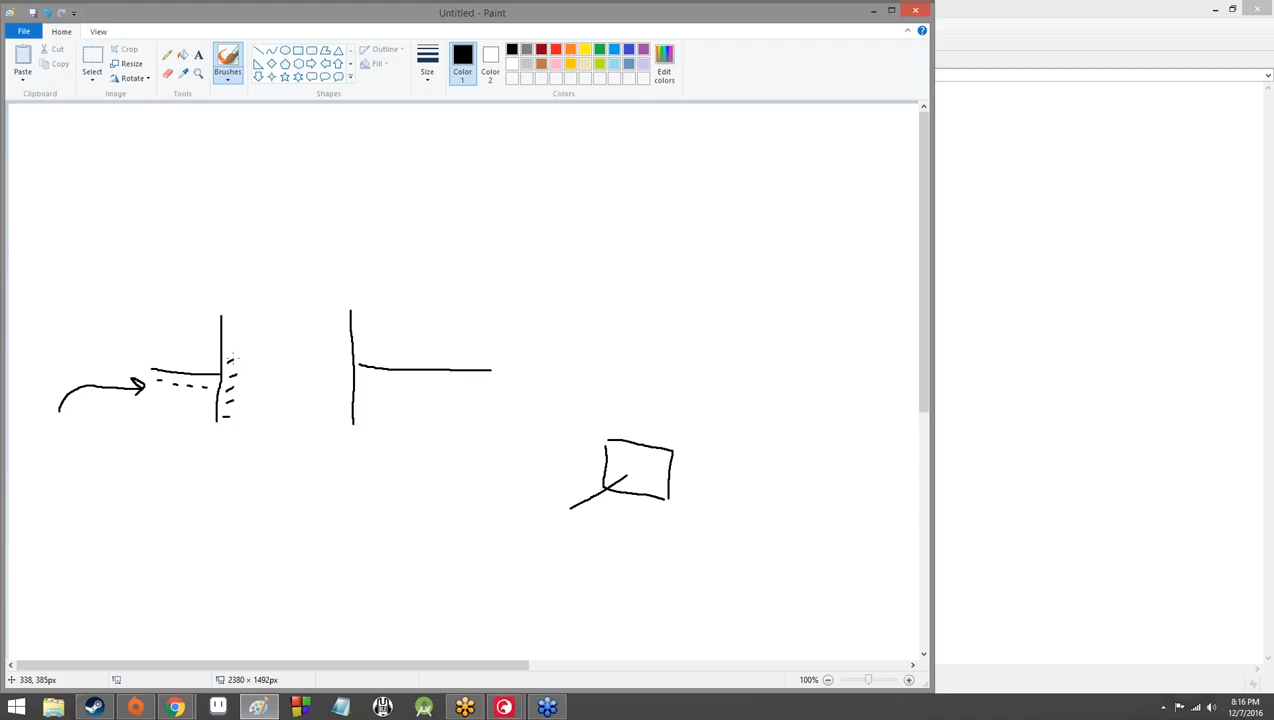 Untitled - Paint
File Home View
Paste
Cut
Copy
Clipboard
Select
Crop
Resize
Rotate
Image
Tools
Brushes
Outline
Fill
Shapes
Size
Color 1
Color 2
Edit colors
Colors
338, 385px
2380 × 1492px
100%
8:16 PM
12/7/2016